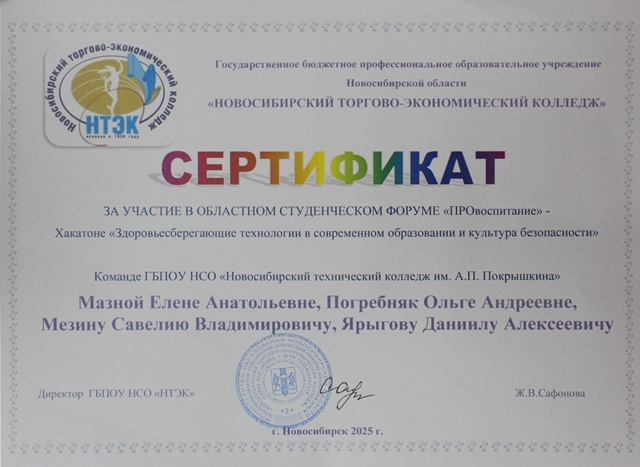 Новосибирский торгово-экономический колледж
НТЭК
основан в 1958 году
Государственное бюджетное профессиональное образовательное учреждение
Новосибирской области
«НОВОСИБИРСКИЙ ТОРГОВО-ЭКОНОМИЧЕСКИЙ КОЛЛЕДЖ»
СЕРТИФИКАТ
ЗА УЧАСТИЕ В ОБЛАСТНОМ СТУДЕНЧЕСКОМ ФОРУМЕ «ПРОвоспитание» -
Хакатоне «Здоровьесберегающие технологии в современном образовании и культура безопасности»
Команде ГБПОУ НСО «Новосибирский технический колледж им. А.П. Покрышкина»
Мазной Елене Анатольевне, Погребняк Ольге Андреевне,
Мезину Савелию Владимировичу, Ярыгову Даниилу Алексеевичу
Директор ГБПОУ НСО «НТЭК»
Ж.В.Сафонова
г. Новосибирск 2025 г.